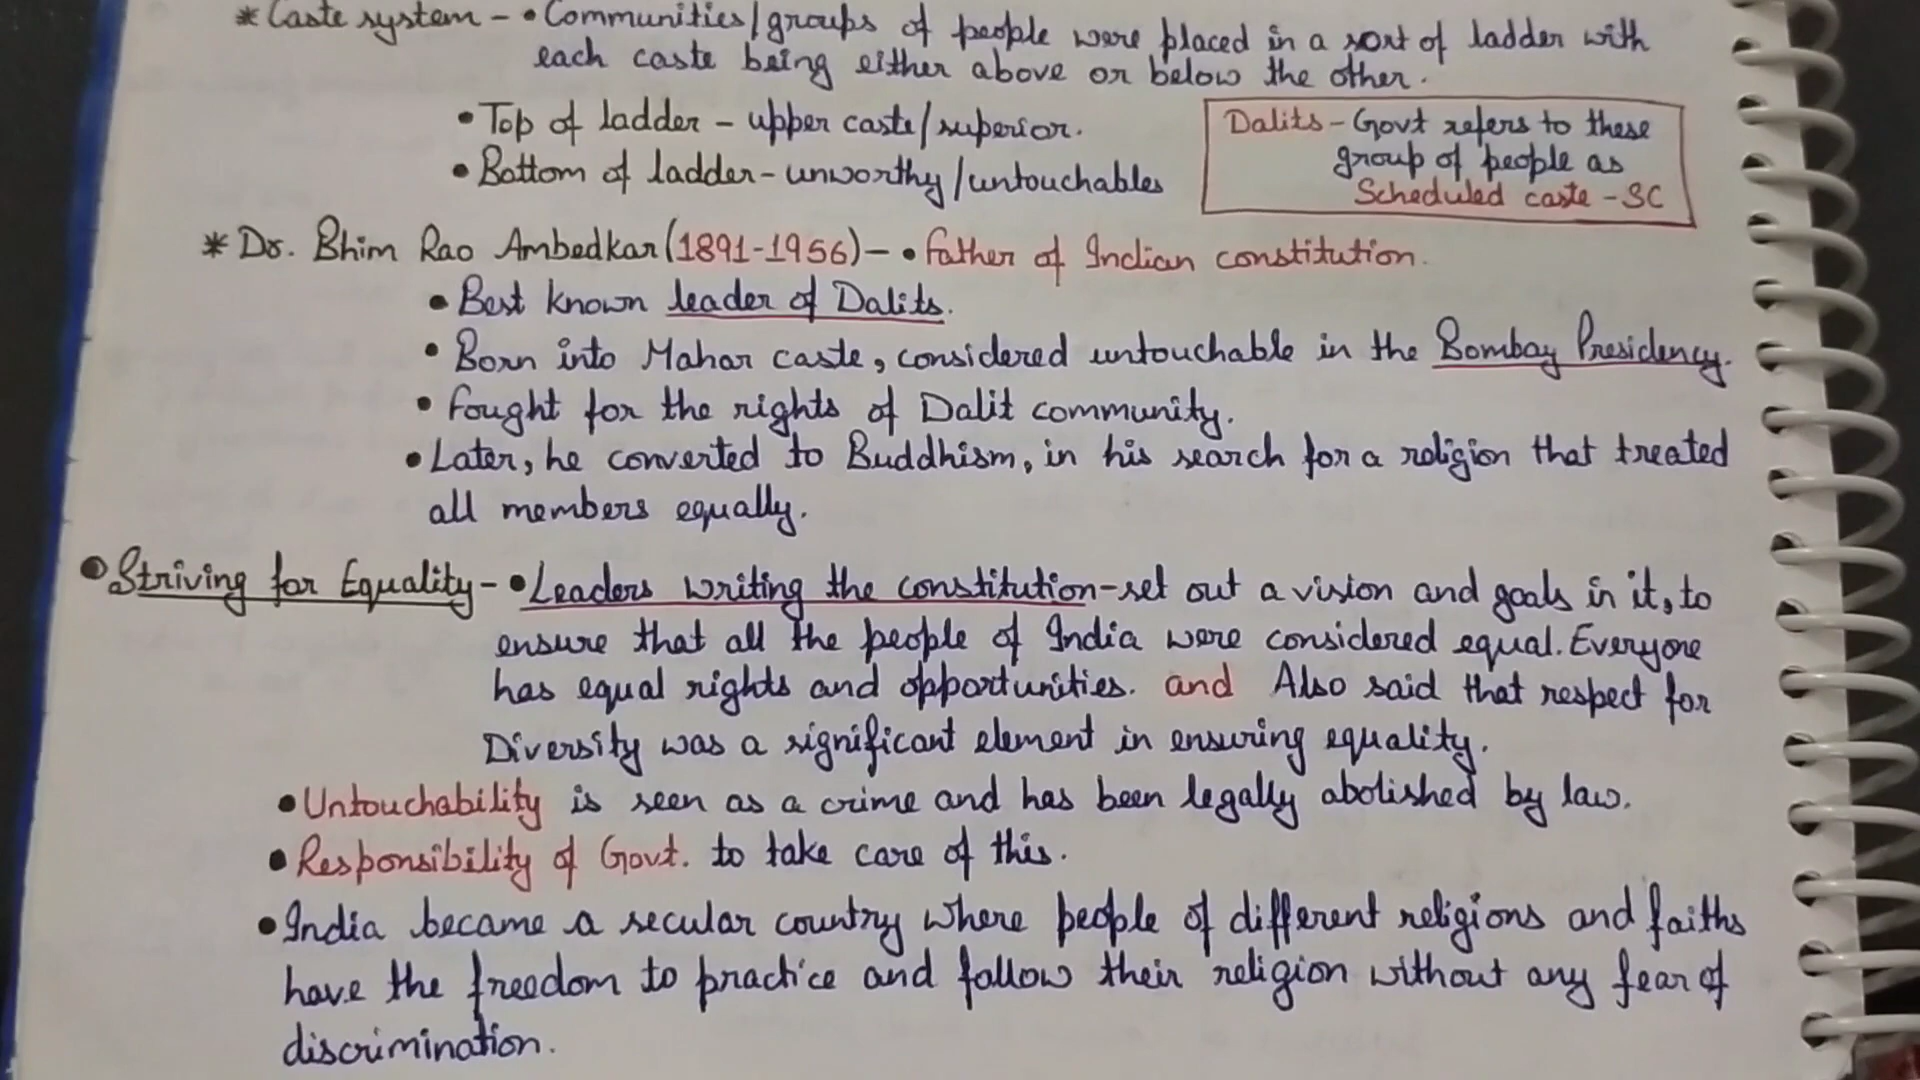 * Caste system - • Communities/groups of people were placed in a sort of ladder with
each caste being either above or below the other.
• Top of ladder - upper caste/superior.
• Bottom of ladder - unworthy/untouchables
Dalits - Govt refers to these
group of people as
Scheduled caste - SC
* Dr. Bhim Rao Ambedkar (1891-1956) - • Father of Indian constitution.
• Best known leader of Dalits.
• Born into Mahar caste, considered untouchable in the Bombay Presidency.
• Fought for the rights of Dalit community.
• Later, he converted to Buddhism, in his search for a religion that treated
all members equally.
• Striving for Equality - • Leaders writing the constitution - set out a vision and goals in it, to
ensure that all the people of India were considered equal. Everyone
has equal rights and opportunities. and Also said that respect for
Diversity was a significant element in ensuring equality.
• Untouchability is seen as a crime and has been legally abolished by law.
• Responsibility of Govt. to take care of this.
• India became a secular country where people of different religions and faiths
have the freedom to practice and follow their religion without any fear of
discrimination.